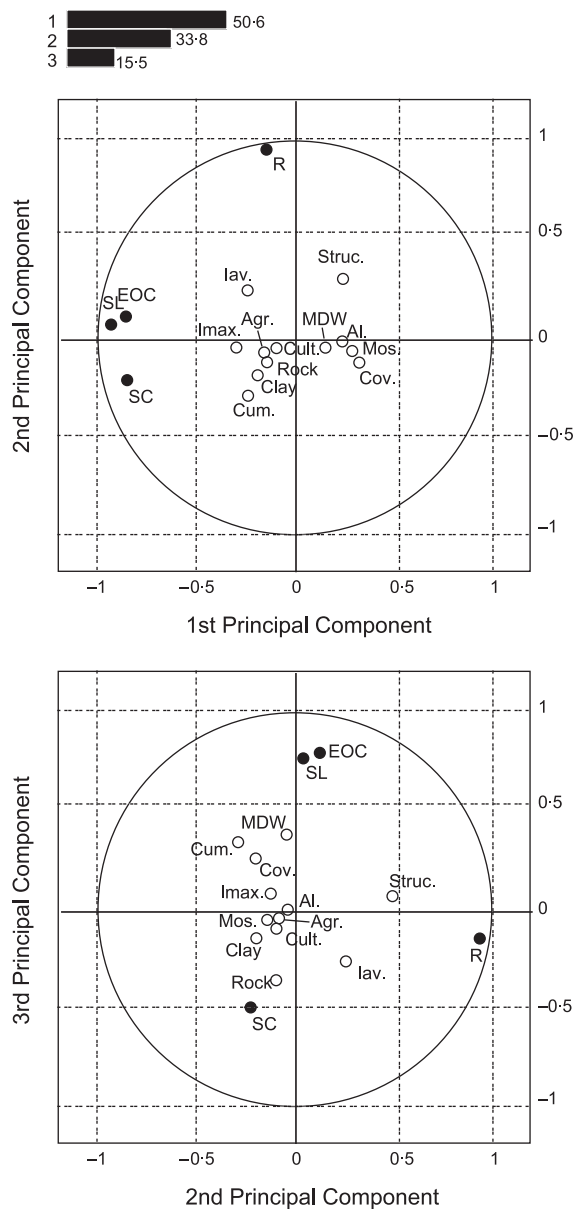 1 50·6
2 33·8
3 15·5
1
R
Iav.
Struc.
0·5
SL EOC
MDW
Imax. Agr. Al.
0
Cult. Mos.
Rock
SC Clay Cov.
Cum.
−0·5
−1
2nd Principal Component
−1 −0·5 0 0·5 1
1st Principal Component
1
EOC
SL
0·5
MDW
Cum.
Cov.
Struc.
Imax. Al.
0
Mos. Agr.
Clay Cult.
R
Iav.
Rock
−0·5
SC
−1
3rd Principal Component
−1 −0·5 0 0·5 1
2nd Principal Component